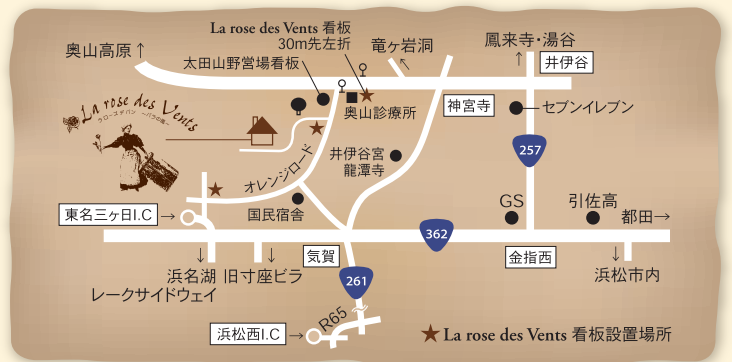 La rose des Vents 看板
30m先左折
奥山高原↑
太田山野営場看板
竜ヶ岩洞
↖
鳳来寺・湯谷
↑
井伊谷
La rose des Vents
ラ ローズ デ バン ～バラの風～
奥山診療所
神宮寺
セブンイレブン
257
オレンジロード
井伊谷宮
龍潭寺
国民宿舎
GS
引佐高
都田→
東名三ヶ日I.C→
362
気賀
金指西
↓
浜名湖
レークサイドウェイ
↓
旧寸座ビラ
↓
浜松市内
261
R65
浜松西I.C→
★La rose des Vents 看板設置場所